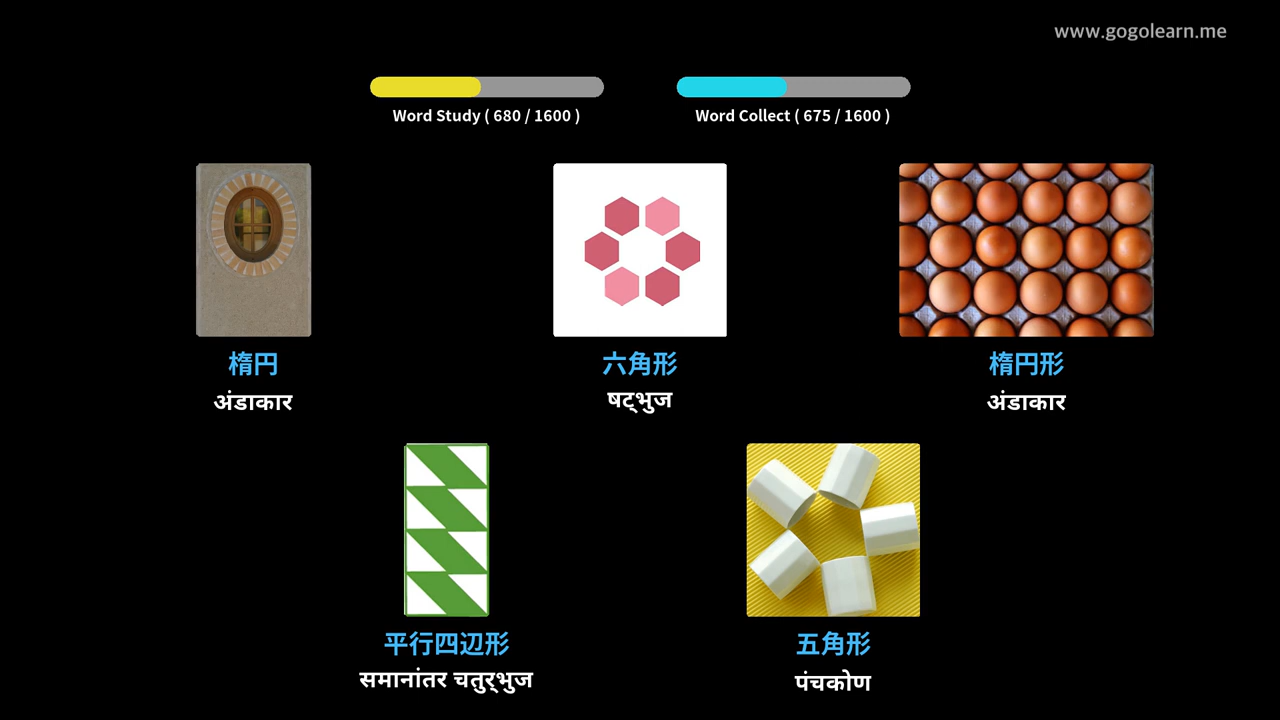 www.gogolearn.me
Word Study ( 680 / 1600 )
Word Collect ( 675 / 1600 )
楕円
अंडाकार
六角形
षट्भुज
楕円形
अंडाकार
平行四辺形
समानांतर चतुर्भुज
五角形
पंचकोण